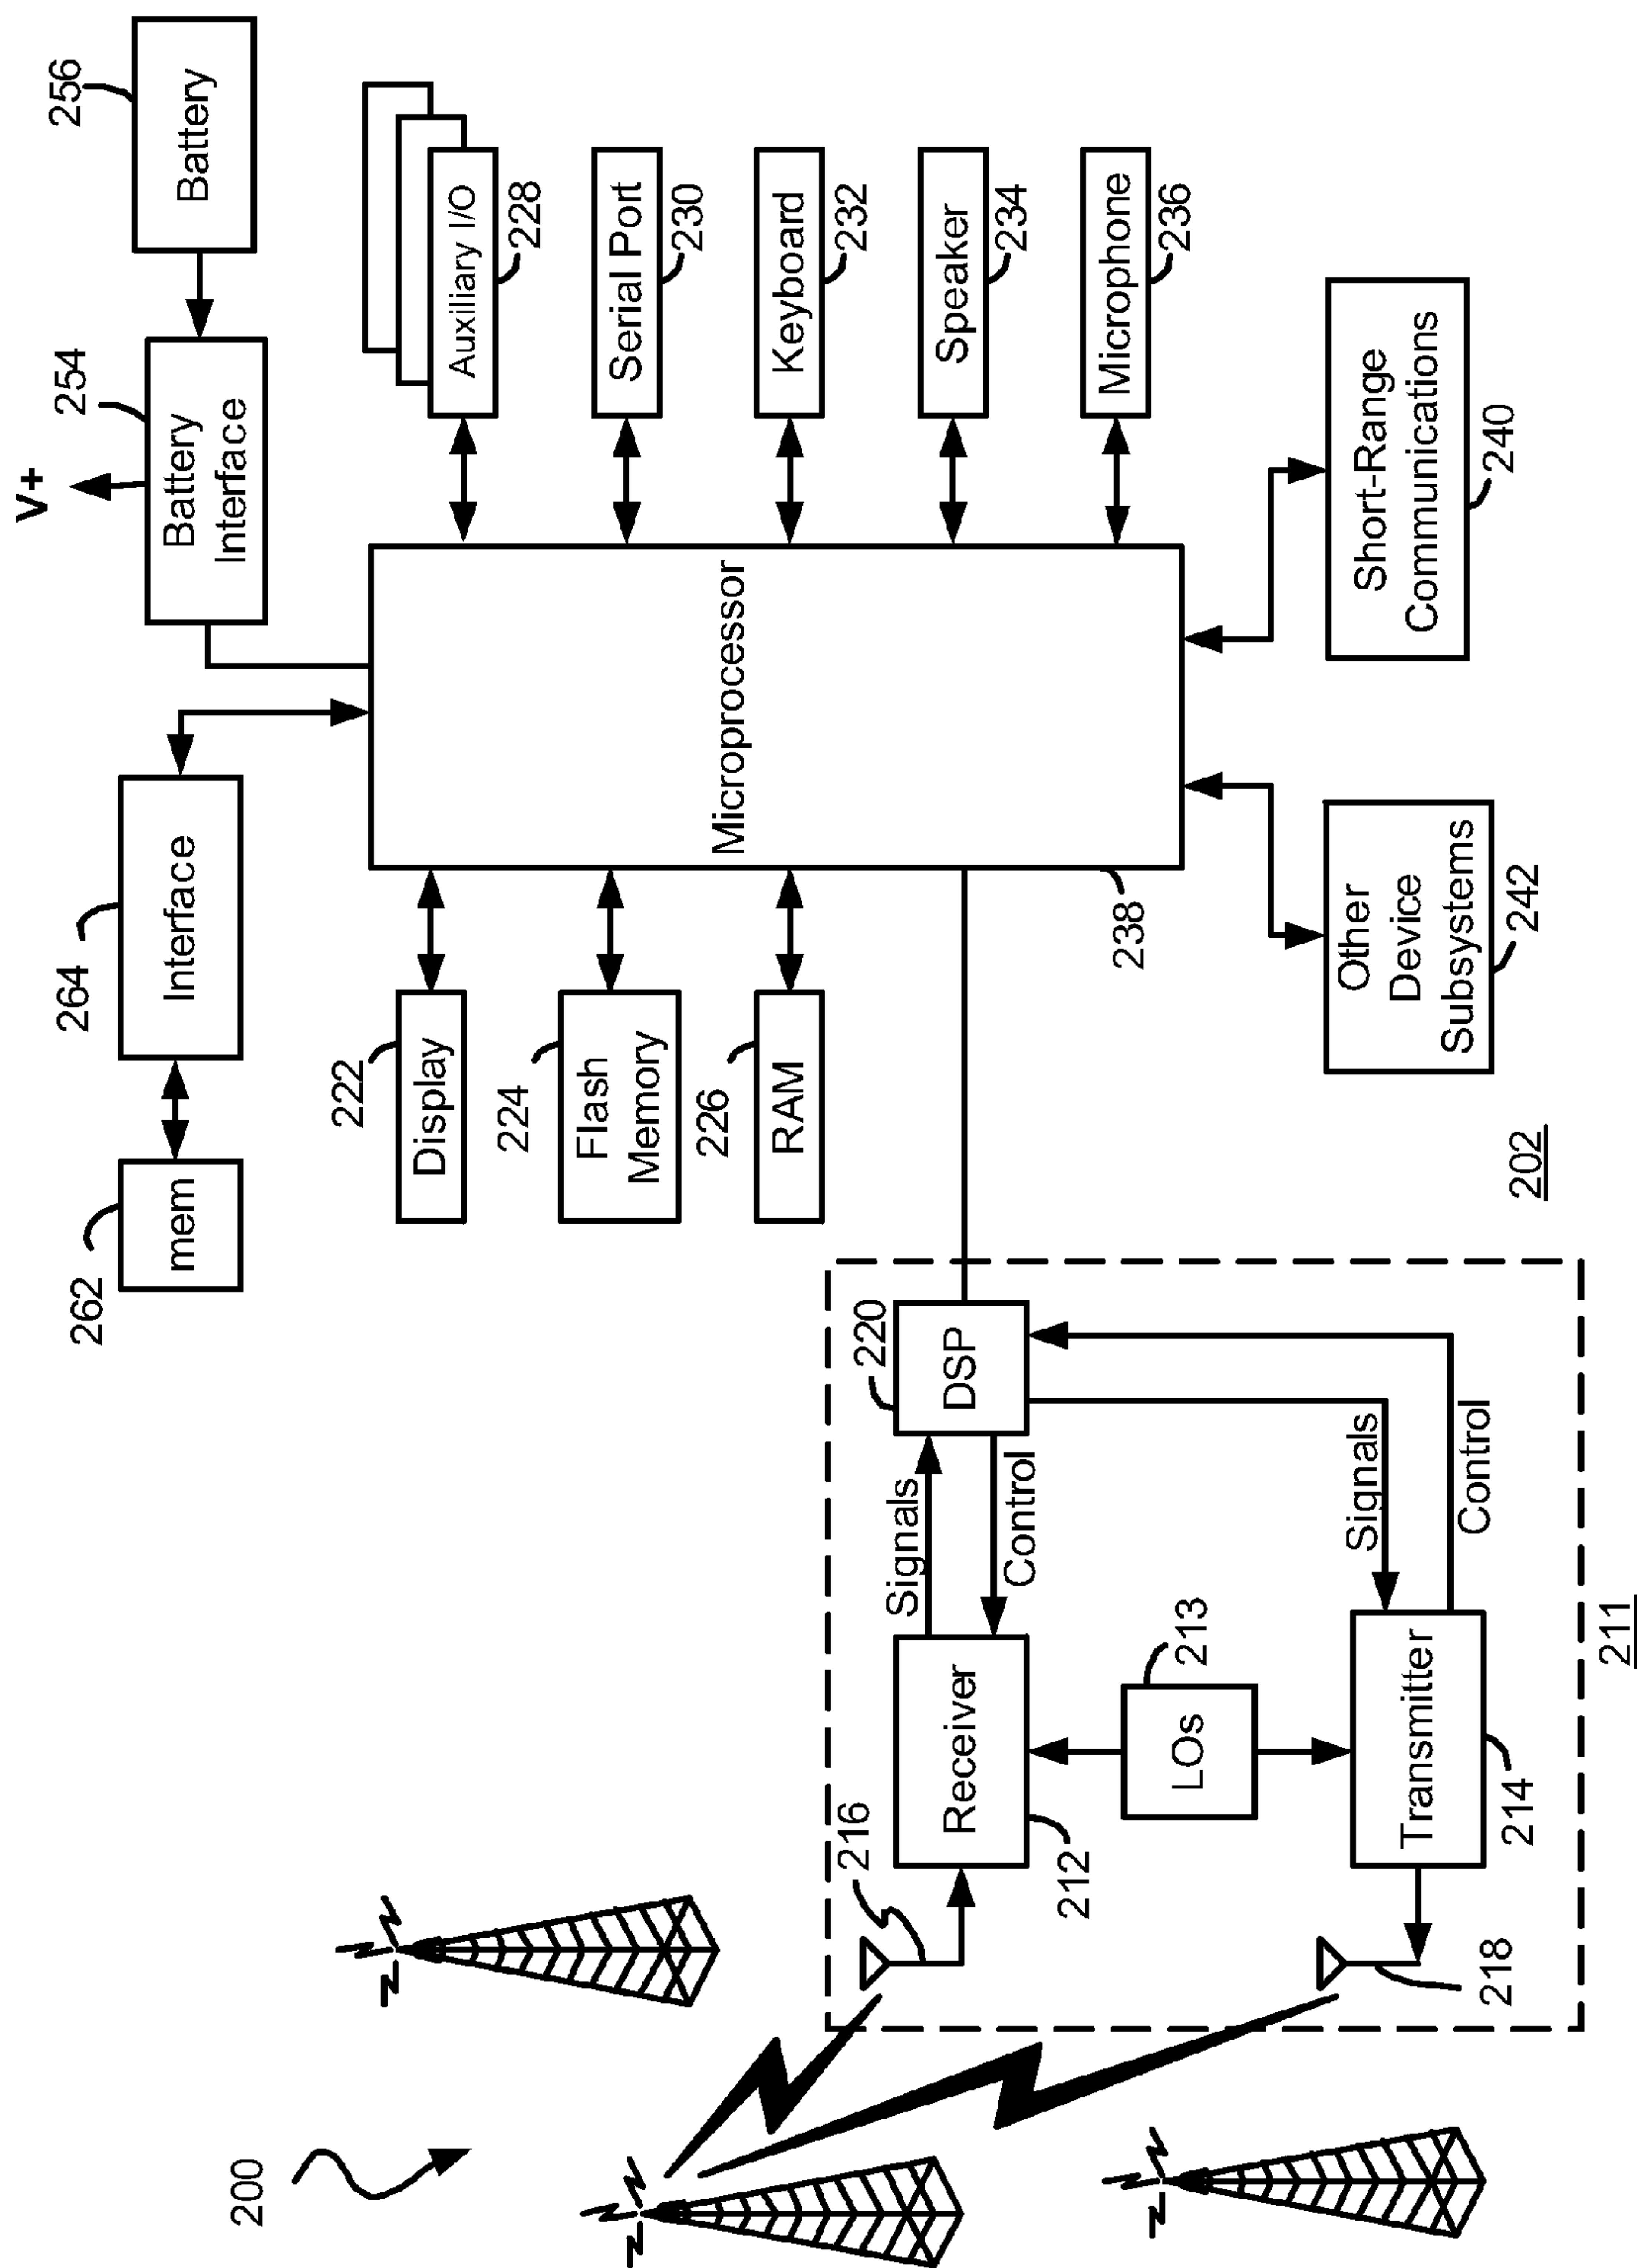 200
V+
262
mem
264
Interface
254
Battery
Interface
256
Battery
222
Display
224
Flash
Memory
226
RAM
Microprocessor
238
Auxiliary I/O
228
Serial Port
230
Keyboard
232
Speaker
234
Microphone
236
216
Receiver
212
Signals
Control
220
DSP
LOs
213
218
Transmitter
214
Signals
Control
211
202
Other
Device
Subsystems
242
Short-Range
Communications
240